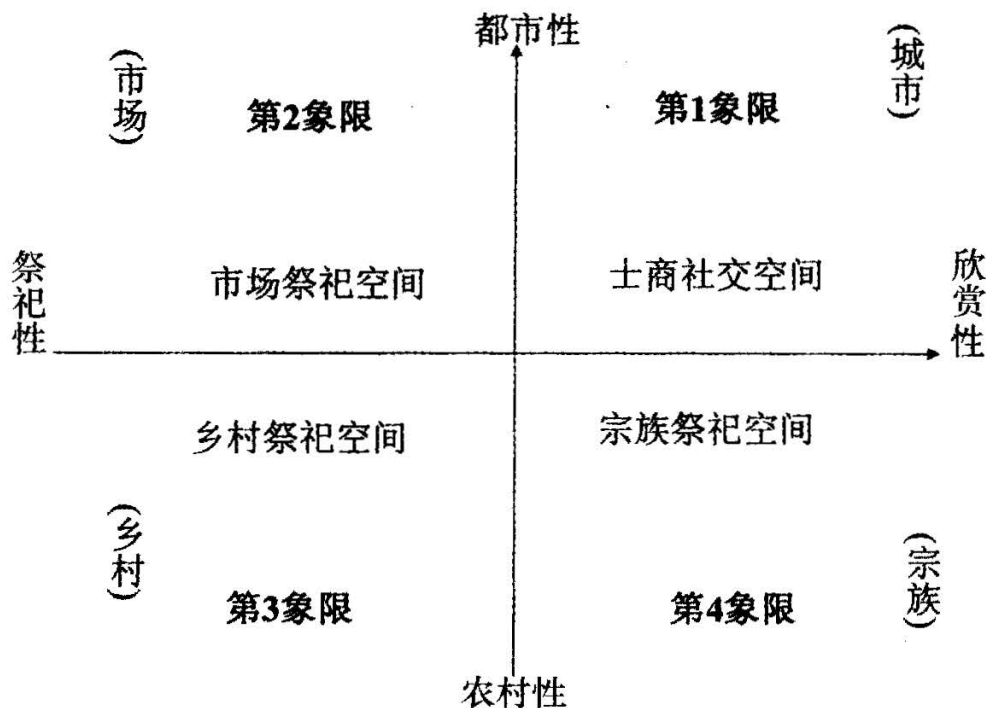 都市性
(市场)
(城市)
第2象限
第1象限
祭祀性
市场祭祀空间
士商社交空间
欣赏性
乡村祭祀空间
宗族祭祀空间
(乡村)
(宗族)
第3象限
第4象限
农村性